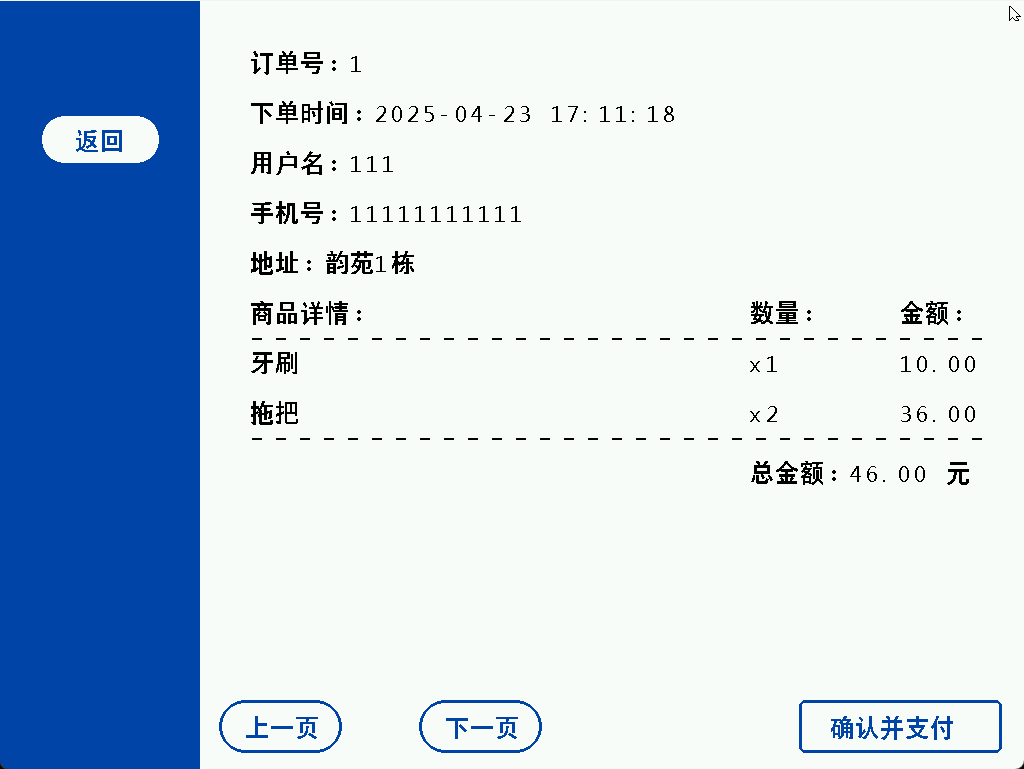 返回
订单号：1
下单时间：2025-04-23 17:11:18
用户名：111
手机号：11111111111
地址：韵苑1栋
商品详情： 数量： 金额：
牙刷 x1 10.00
拖把 x2 36.00
总金额：46.00 元
上一页 下一页 确认并支付